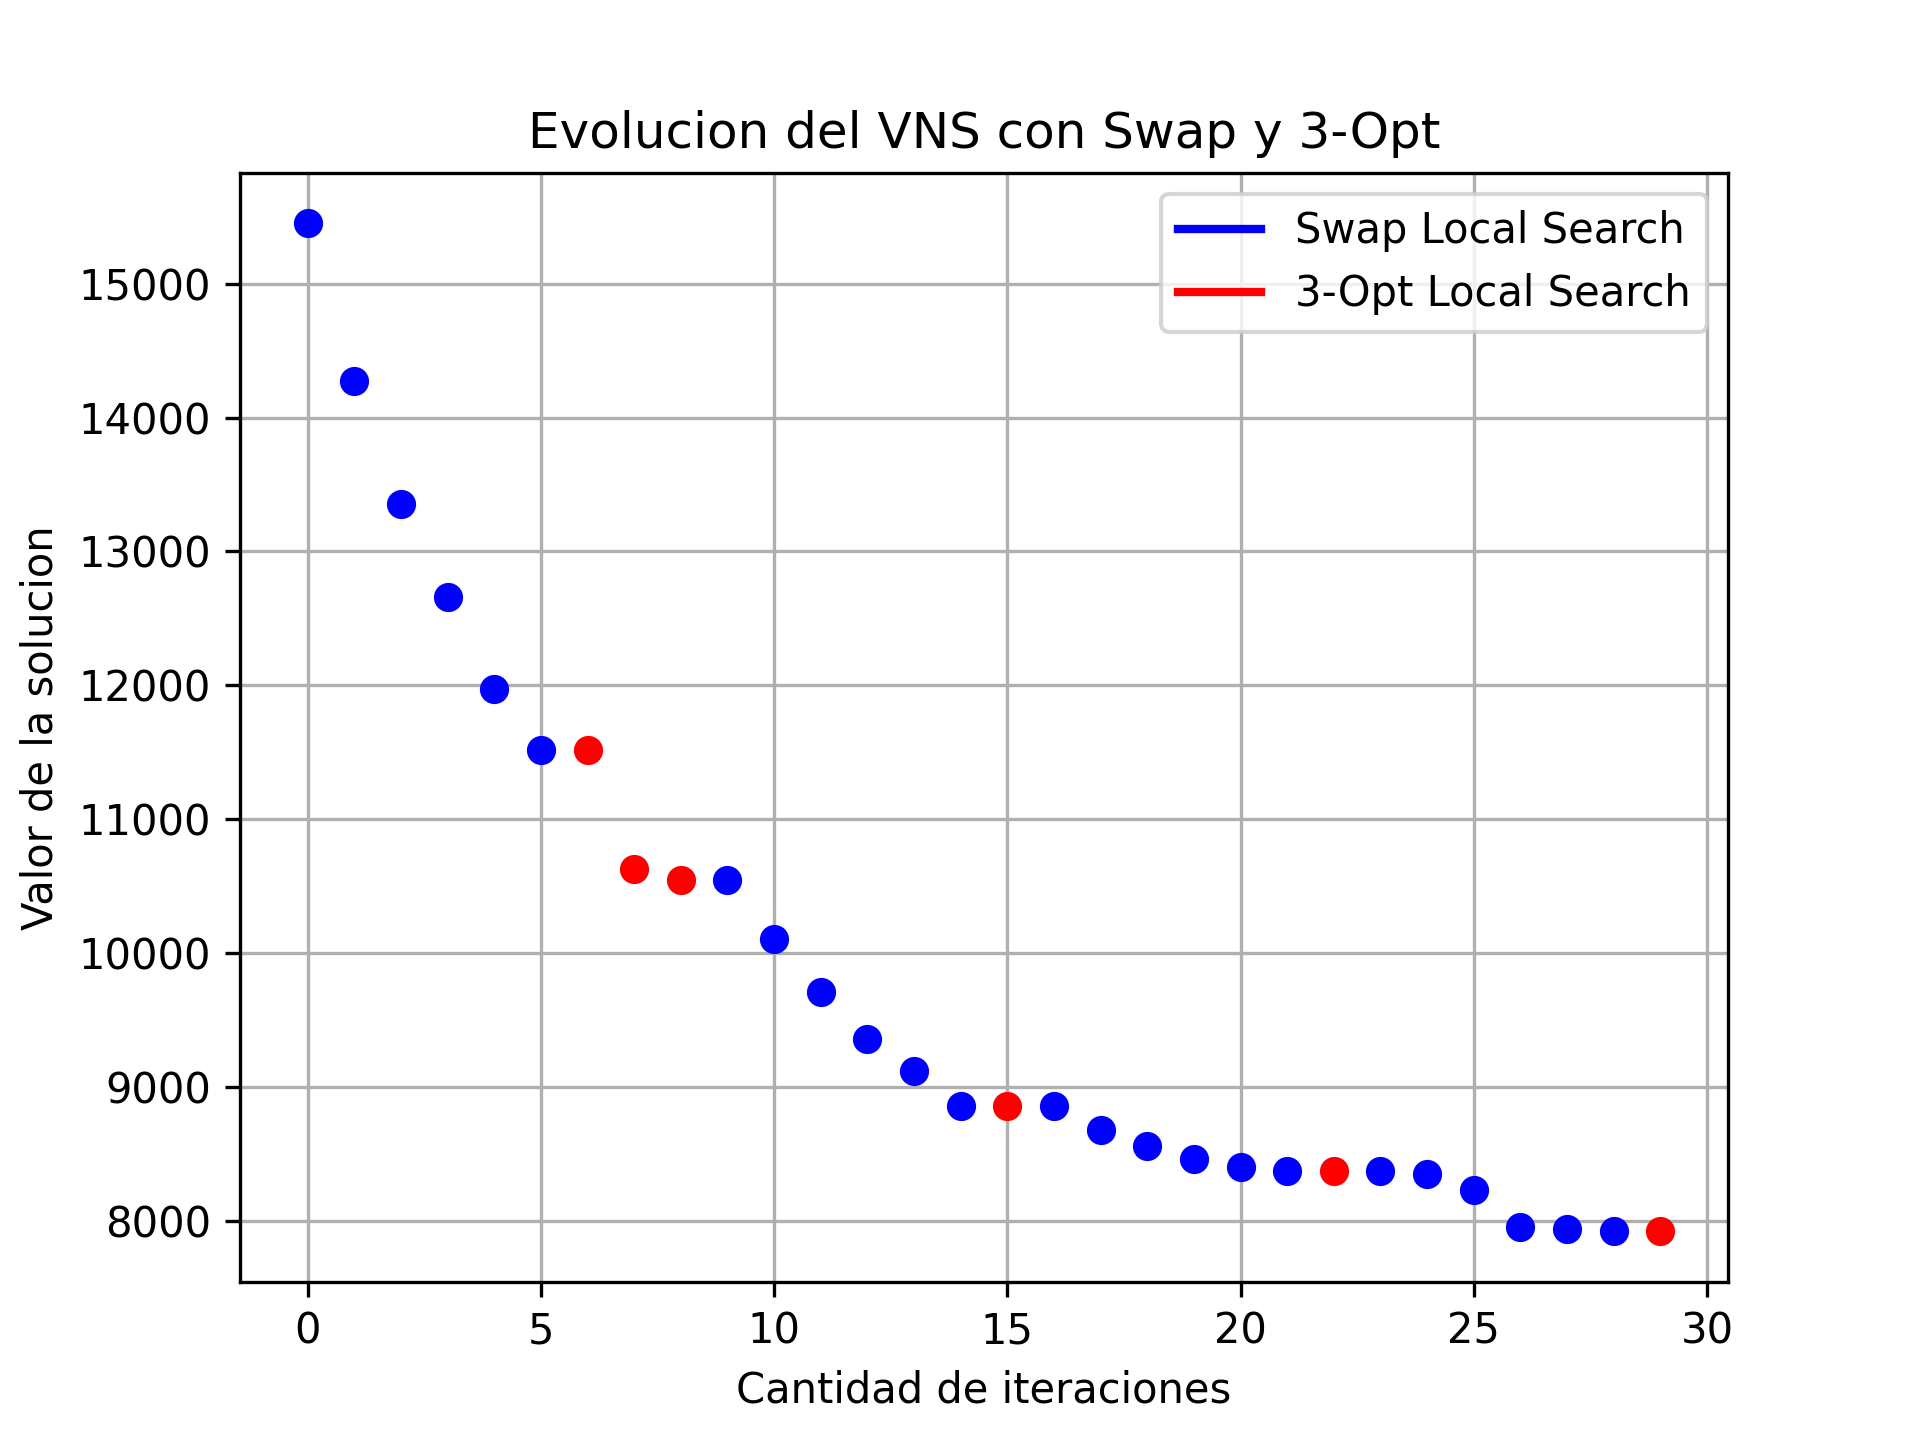 Evolucion del VNS con Swap y 3-Opt
Swap Local Search
3-Opt Local Search
Valor de la solucion
15000
14000
13000
12000
11000
10000
9000
8000
0 5 10 15 20 25 30
Cantidad de iteraciones